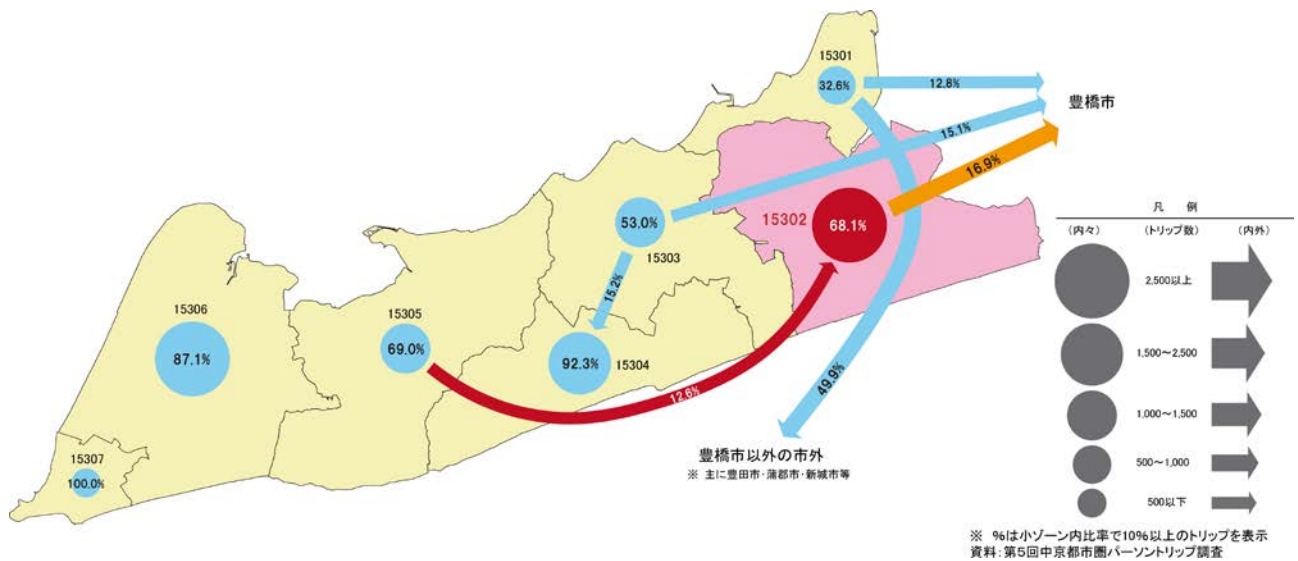 15301
32.6%
12.8%
豊橋市
15.1%
16.9%
53.0%
15302
68.1%
15303
15.2%
15306
87.1%
15305
69.0%
92.3%
15304
12.6%
49.9%
15307
100.0%
豊橋市以外の市外
※ 主に豊田市・蒲郡市・新城市等
凡 例
(内々) (トリップ数) (内外)
2,500以上
1,500～2,500
1,000～1,500
500～1,000
500以下
※ %は小ゾーン内比率で10%以上のトリップを表示
資料:第5回中京都市圏パーソントリップ調査